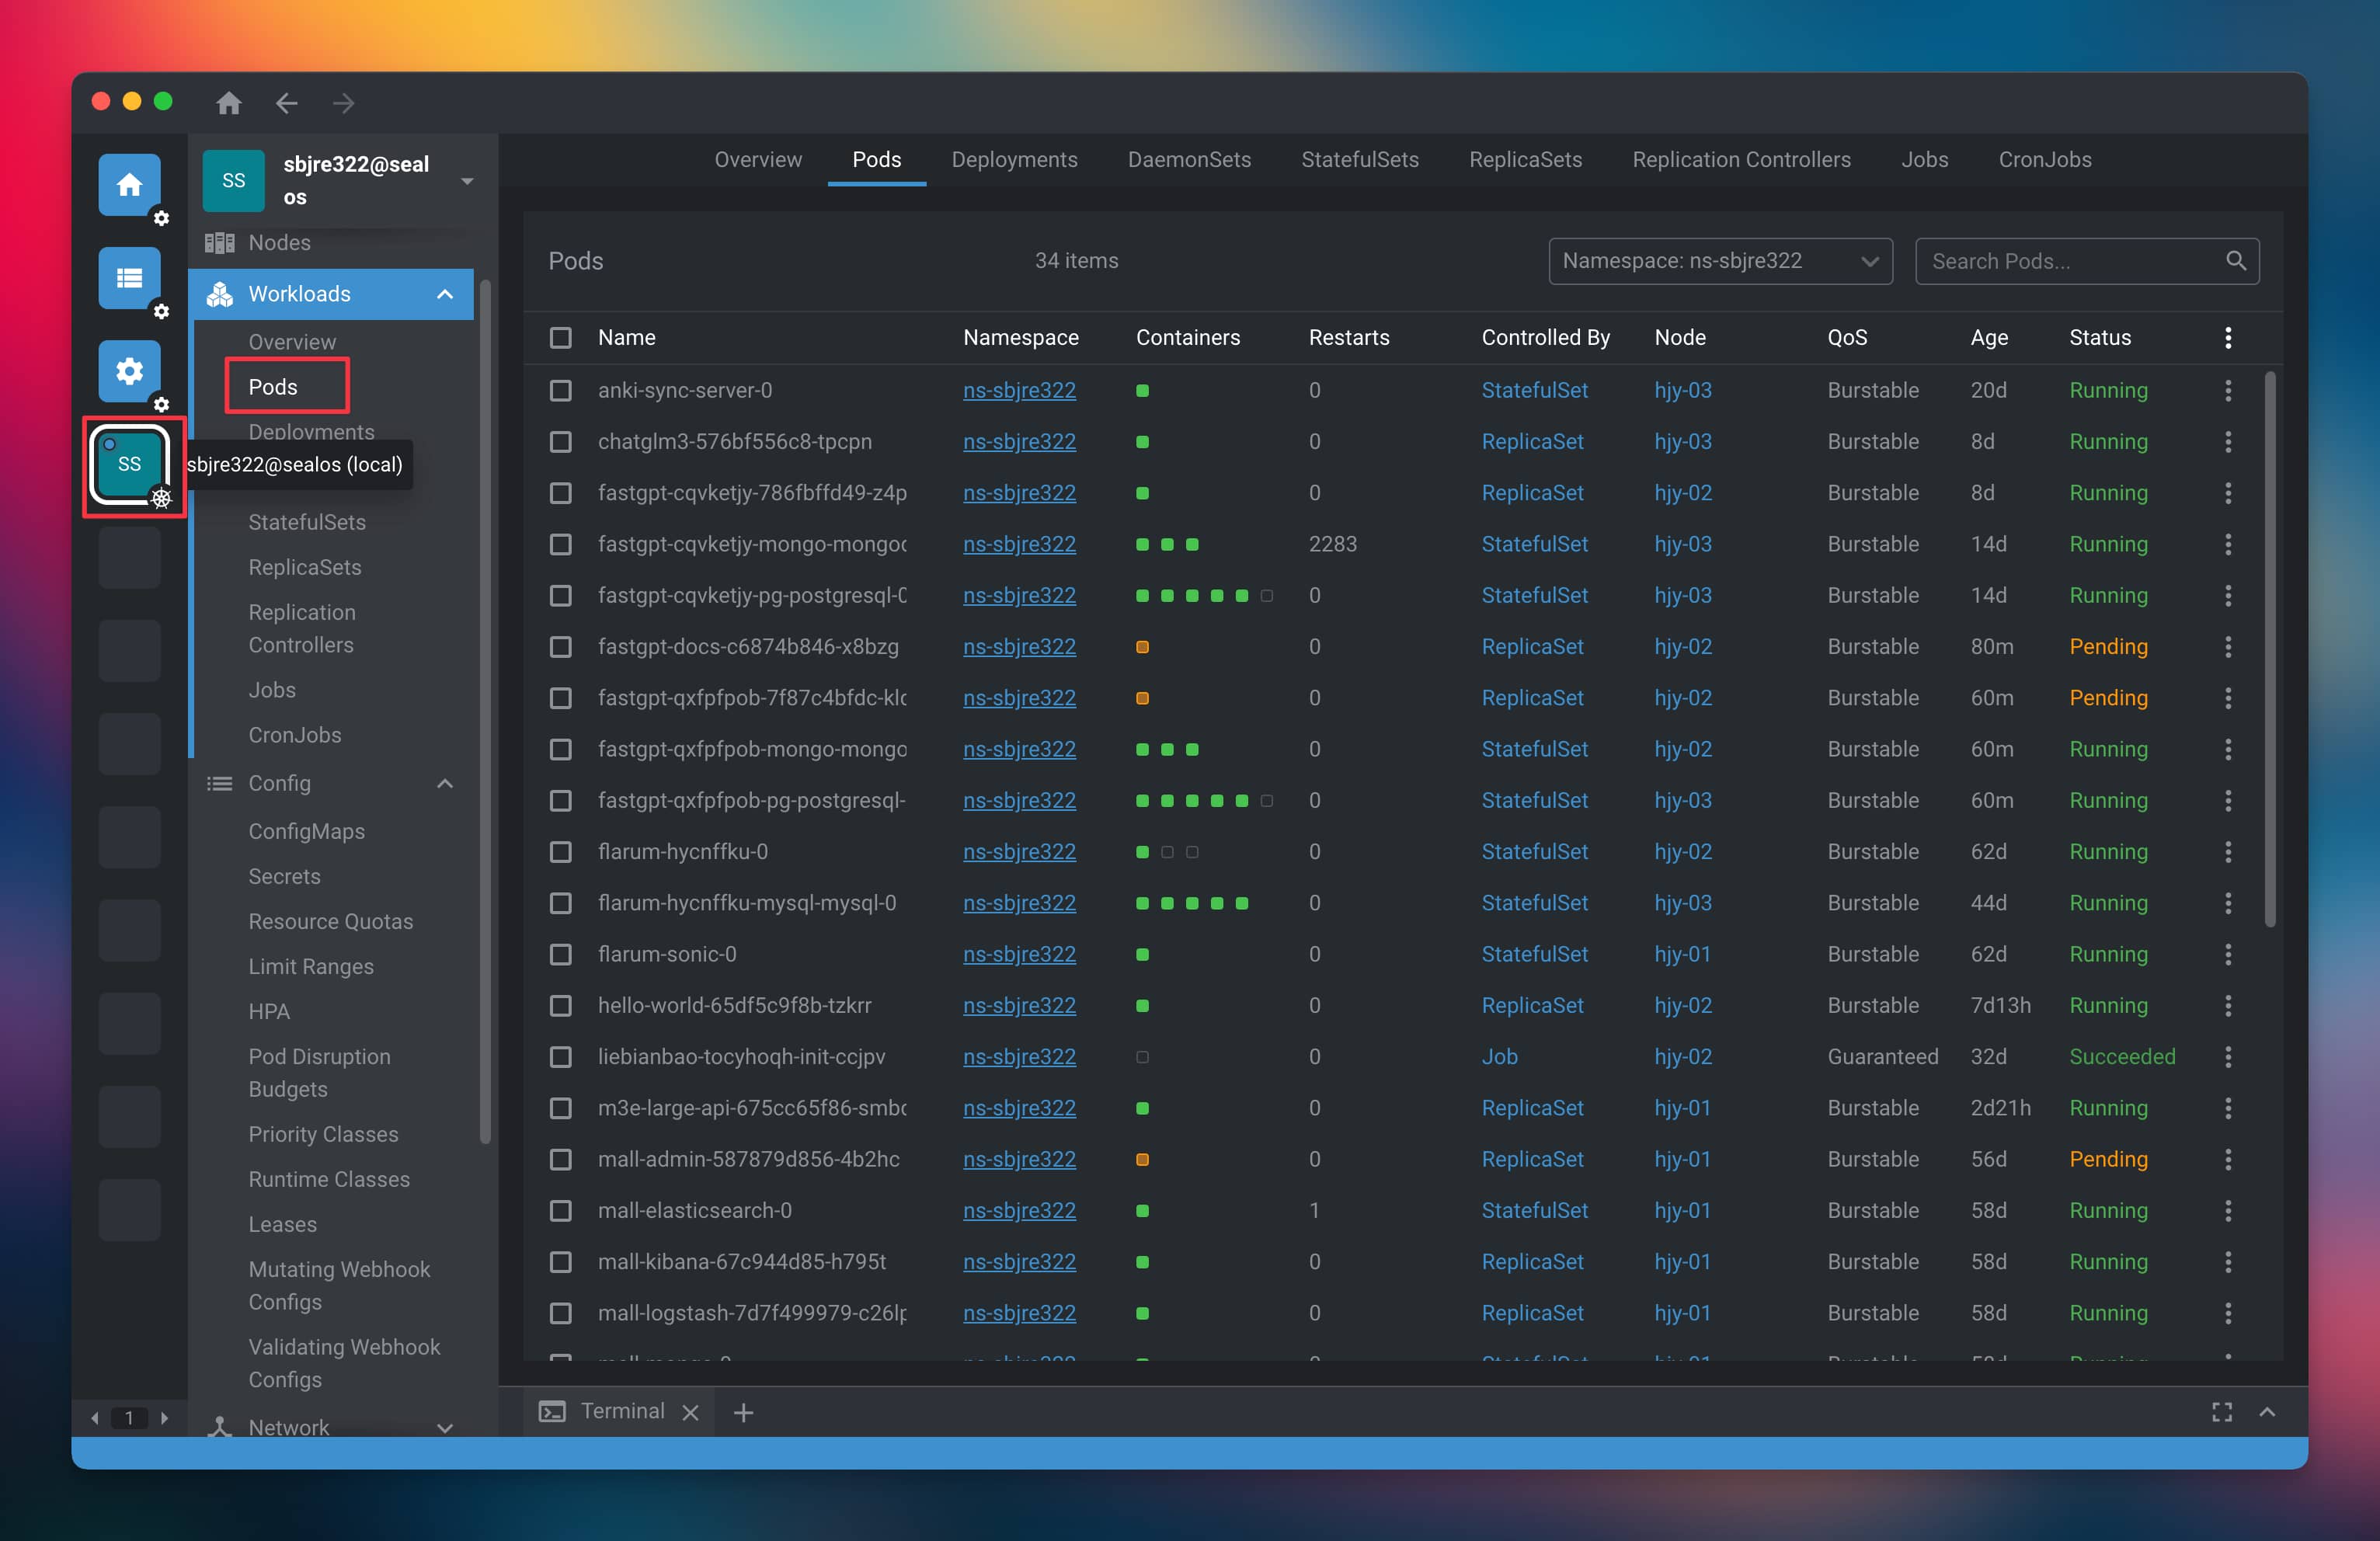 SS
sbjre322@seal
os
Nodes
Workloads
Overview
Pods
Deployments
SS
sbjre322@sealos (local)
StatefulSets
ReplicaSets
Replication
Controllers
Jobs
CronJobs
Config
ConfigMaps
Secrets
Resource Quotas
Limit Ranges
HPA
Pod Disruption
Budgets
Priority Classes
Runtime Classes
Leases
Mutating Webhook
Configs
Validating Webhook
Configs
Network
1
Overview Pods Deployments DaemonSets StatefulSets ReplicaSets Replication Controllers Jobs CronJobs
Pods 34 items Namespace: ns-sbjre322 Search Pods...
Name Namespace Containers Restarts Controlled By Node QoS Age Status
anki-sync-server-0 ns-sbjre322 0 StatefulSet hjy-03 Burstable 20d Running
chatglm3-576bf556c8-tpcpn ns-sbjre322 0 ReplicaSet hjy-03 Burstable 8d Running
fastgpt-cqvketjy-786fbffd49-z4p ns-sbjre322 0 ReplicaSet hjy-02 Burstable 8d Running
fastgpt-cqvketjy-mongo-mongo ns-sbjre322 2283 StatefulSet hjy-03 Burstable 14d Running
fastgpt-cqvketjy-pg-postgresql-0 ns-sbjre322 0 StatefulSet hjy-03 Burstable 14d Running
fastgpt-docs-c6874b846-x8bzg ns-sbjre322 0 ReplicaSet hjy-02 Burstable 80m Pending
fastgpt-qxfpfpob-7f87c4bfdc-kl ns-sbjre322 0 ReplicaSet hjy-02 Burstable 60m Pending
fastgpt-qxfpfpob-mongo-mongo ns-sbjre322 0 StatefulSet hjy-02 Burstable 60m Running
fastgpt-qxfpfpob-pg-postgresql- ns-sbjre322 0 StatefulSet hjy-03 Burstable 60m Running
flarum-hycnffku-0 ns-sbjre322 0 StatefulSet hjy-02 Burstable 62d Running
flarum-hycnffku-mysql-mysql-0 ns-sbjre322 0 StatefulSet hjy-03 Burstable 44d Running
flarum-sonic-0 ns-sbjre322 0 StatefulSet hjy-01 Burstable 62d Running
hello-world-65df5c9f8b-tzkrr ns-sbjre322 0 ReplicaSet hjy-02 Burstable 7d13h Running
liebianbao-tocyhoqh-init-ccjpv ns-sbjre322 0 Job hjy-02 Guaranteed 32d Succeeded
m3e-large-api-675cc65f86-smb ns-sbjre322 0 ReplicaSet hjy-01 Burstable 2d21h Running
mall-admin-587879d856-4b2hc ns-sbjre322 0 ReplicaSet hjy-01 Burstable 56d Pending
mall-elasticsearch-0 ns-sbjre322 1 StatefulSet hjy-01 Burstable 58d Running
mall-kibana-67c944d85-h795t ns-sbjre322 0 ReplicaSet hjy-01 Burstable 58d Running
mall-logstash-7d7f499979-c26lp ns-sbjre322 0 ReplicaSet hjy-01 Burstable 58d Running
Terminal